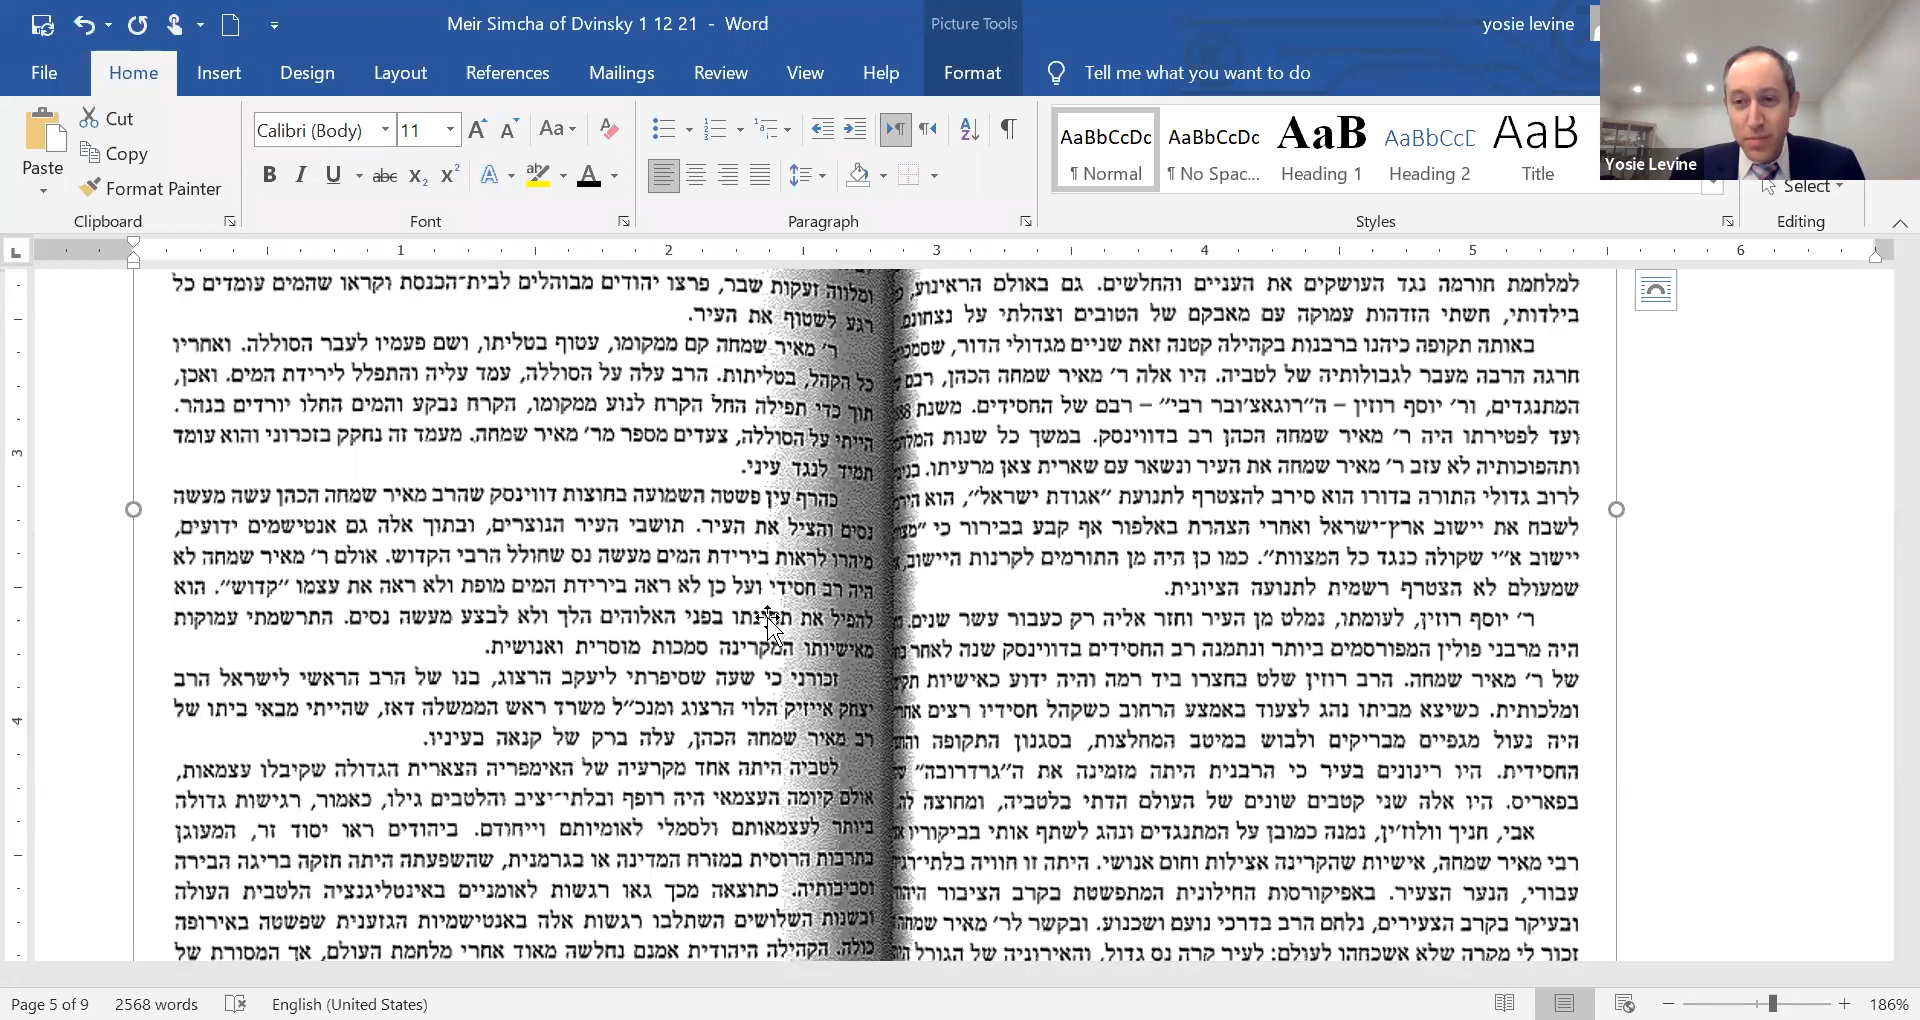 Meir Simcha of Dvinsky 1 12 21 - Word
Picture Tools
yosie levine
File
Home
Insert
Design
Layout
References
Mailings
Review
View
Help
Format
Tell me what you want to do
Paste
Cut
Copy
Format Painter
Clipboard
Calibri (Body)
11
Font
Paragraph
AaBbCcDc
¶ Normal
AaBbCcDc
¶ No Spac...
AaB
Heading 1
AaBbCcD
Heading 2
AaB
Title
Styles
Select
Editing
Yosie Levine
1
2
3
4
5
6
3
4
למלחמת חורמה נגד העושקים את העניים והחלשים. גם באולם הראינוע,
בילדותי, חשתי הזדהות עמוקה עם מאבקם של הטובים וצהלתי על נצחונם.
באותה תקופה כיהנו ברבנות בקהילה קטנה זאת שניים מגדולי הדור,
חרגה הרבה מעבר לגבולותיה של לטביה. היו אלה ר׳ מאיר שמחה הכהן, רבם
המתנגדים, ור׳ יוסף רוזין – ה״רוגאצ׳ובר רבי״ – רבם של החסידים. משנת
ועד לפטירתו היה ר׳ מאיר שמחה הכהן רב בדווינסק. במשך כל שנות
ותהפוכותיה לא עזב ר׳ מאיר שמחה את העיר ונשאר עם שארית צאן מרעיתו.
לרוב גדולי התורה בדורו הוא סירב להצטרף לתנועת ״אגודת ישראל״, הוא
לשבח את יישוב ארץ־ישראל ואחרי הצהרת באלפור אף קבע בבירור כי
יישוב א״י שקולה כנגד כל המצוות״. כמו כן היה מן התורמים לקרנות היישוב,
שמעולם לא הצטרף רשמית לתנועה הציונית.
ר׳ יוסף רוזין, לעומתו, נמלט מן העיר וחזר אליה רק כעבור עשר שנים.
היה מרבני פולין המפורסמים ביותר ונתמנה רב החסידים בדווינסק שנה לאחר
של ר׳ מאיר שמחה. הרב רוזין שלט בחצרו ביד רמה והיה ידוע כאישיות
ומלכותית. כשיצא מביתו נהג לצעוד באמצע הרחוב כשקהל חסידיו רצים
היה נעול מגפיים מבריקים ולבוש במיטב המחלצות, בסגנון התקופה
החסידית. היו רינונים בעיר כי הרבנית היתה מזמינה את ה״גרדרובה״
בפאריס. היו אלה שני קטבים שונים של העולם הדתי בלטביה, ומחוצה
אבי, חניך וולוז׳ין, נמנה כמובן על המתנגדים ונהג לשתף אותי בביקוריו
רבי מאיר שמחה, אישיות שהקרינה אצילות וחום אנושי. היתה זו חוויה
עבורי, הנער הצעיר. באפיקורסות החילונית המתפשטת בקרב הציבור
ובעיקר בקרב הצעירים, נלחם הרב בדרכי נועם ושכנוע. ובקשר לר׳ מאיר
זכור לי מקרה שלא אשכחהו לעולם: לעיר קרה נס גדול, והאירוניה של הגורל
ומלווה זעקות שבר, פרצו יהודים מבוהלים לבית־הכנסת וקראו שהמים עומדים כל
רגע לשטוף את העיר.
ר׳ מאיר שמחה קם ממקומו, עטוף בטליתו, ושם פעמיו לעבר הסוללה. ואחריו
כל הקהל, בטליתות. הרב עלה על הסוללה, עמד עליה והתפלל לירידת המים. ואכן,
תוך כדי תפילה החל הקרח לנוע ממקומו, הקרח נבקע והמים החלו יורדים בנהר.
הייתי על הסוללה, צעדים מספר מר׳ מאיר שמחה. מעמד זה נחקק בזכרוני והוא עומד
תמיד לנגד עיני.
כהרף עין פשטה השמועה בחוצות דווינסק שהרב מאיר שמחה הכהן עשה מעשה
נסים והציל את העיר. תושבי העיר הנוצרים, ובתוך אלה גם אנטישמים ידועים,
מיהרו לראות בירידת המים מעשה נס שחולל הרבי הקדוש. אולם ר׳ מאיר שמחה לא
היה רב חסידי ועל כן לא ראה בירידת המים מופת ולא ראה את עצמו ״קדוש״. הוא
להפיל את בפני האלוהים הלך ולא לבצע מעשה נסים. התרשמתי עמוקות
מאישיותו המקרינה סמכות מוסרית ואנושית.
זכורני כי שעה שסיפרתי ליעקב הרצוג, בנו של הרב הראשי לישראל הרב
יצחק אייזיק הלוי הרצוג ומנכ״ל משרד ראש הממשלה דאז, שהייתי מבאי ביתו של
רב מאיר שמחה הכהן, עלה ברק של קנאה בעיניו.
לטביה היתה אחד מקרעיה של האימפריה הצארית הגדולה שקיבלו עצמאות,
אולם קיומה העצמאי היה רופף ובלתי־יציב והלטבים גילו, כאמור, רגישות גדולה
ביותר לעצמאותם ולסמלי לאומיותם וייחודם. ביהודים ראו יסוד זר, המעוגן
בתרבות הרוסית במזרח המדינה או בגרמנית, שהשפעתה היתה חזקה בריגה הבירה
וסביבותיה. כתוצאה מכך גאו רגשות לאומניים באינטליגנציה הלטבית העולה
ובשנות השלושים השתלבו רגשות אלה באנטישמיות הגזענית שפשטה באירופה
כולה. הקהילה היהודית אמנם נחלשה מאוד אחרי מלחמת העולם, אך המסורת של
Page 5 of 9
2568 words
English (United States)
186%